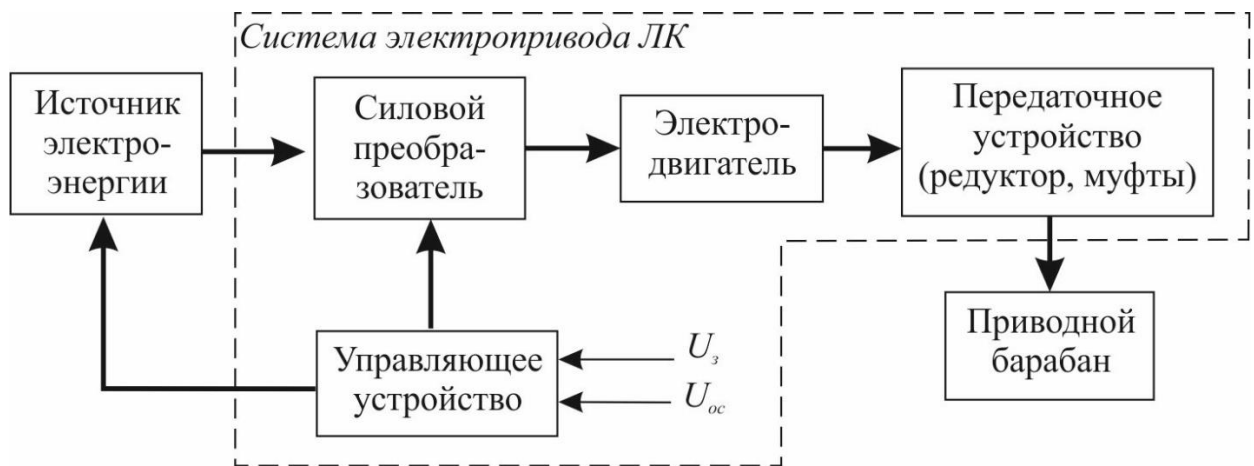 Система электропривода ЛК
Источник
электро-
энергии
Силовой
преобра-
зователь
Электро-
двигатель
Передаточное
устройство
(редуктор, муфты)
Управляющее
устройство
Uз
Uос
Приводной
барабан